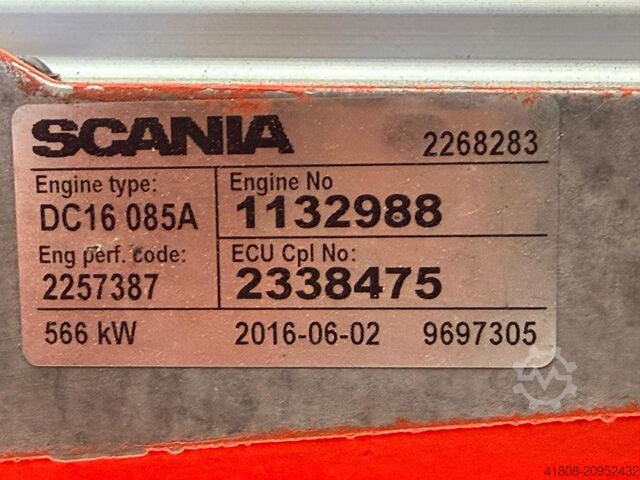 SCANIA 2268283
Engine type: Engine No
DC16 085A 1132988
Eng perf. code: ECU Cpl No:
2257387 2338475
566 kW 2016-06-02 9697305
41808-20952432